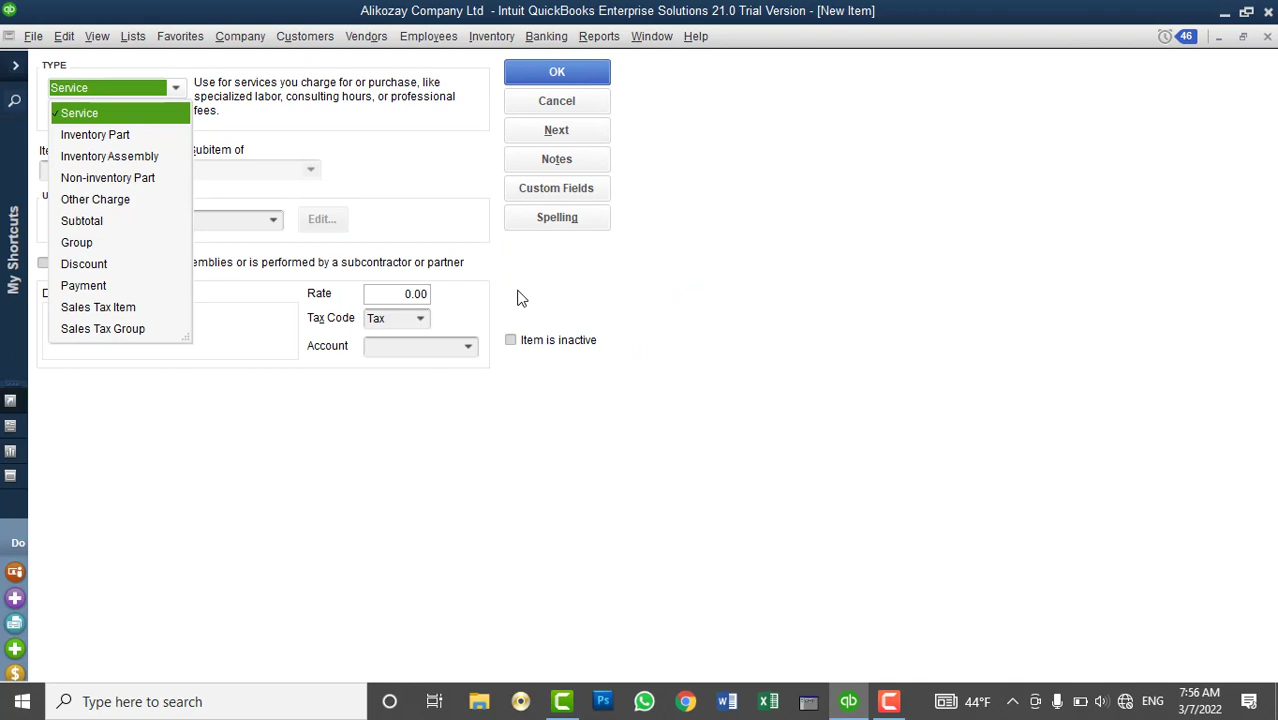 Alikozay Company Ltd - Intuit QuickBooks Enterprise Solutions 21.0 Trial Version - [New Item]
File Edit View Lists Favorites Company Customers Vendors Employees Inventory Banking Reports Window Help 46
TYPE
Service
Use for services you charge for or purchase, like
specialized labor, consulting hours, or professional
fees.
OK
Cancel
Next
Notes
Custom Fields
Spelling
Service
Inventory Part
Inventory Assembly
Non-inventory Part
Other Charge
Subtotal
Group
Discount
Payment
Sales Tax Item
Sales Tax Group
Subitem of
Edit...
emblies or is performed by a subcontractor or partner
Rate 0.00
Tax Code Tax
Account
Item is inactive
My Shortcuts
Do
Type here to search
44°F
ENG
7:56 AM
3/7/2022